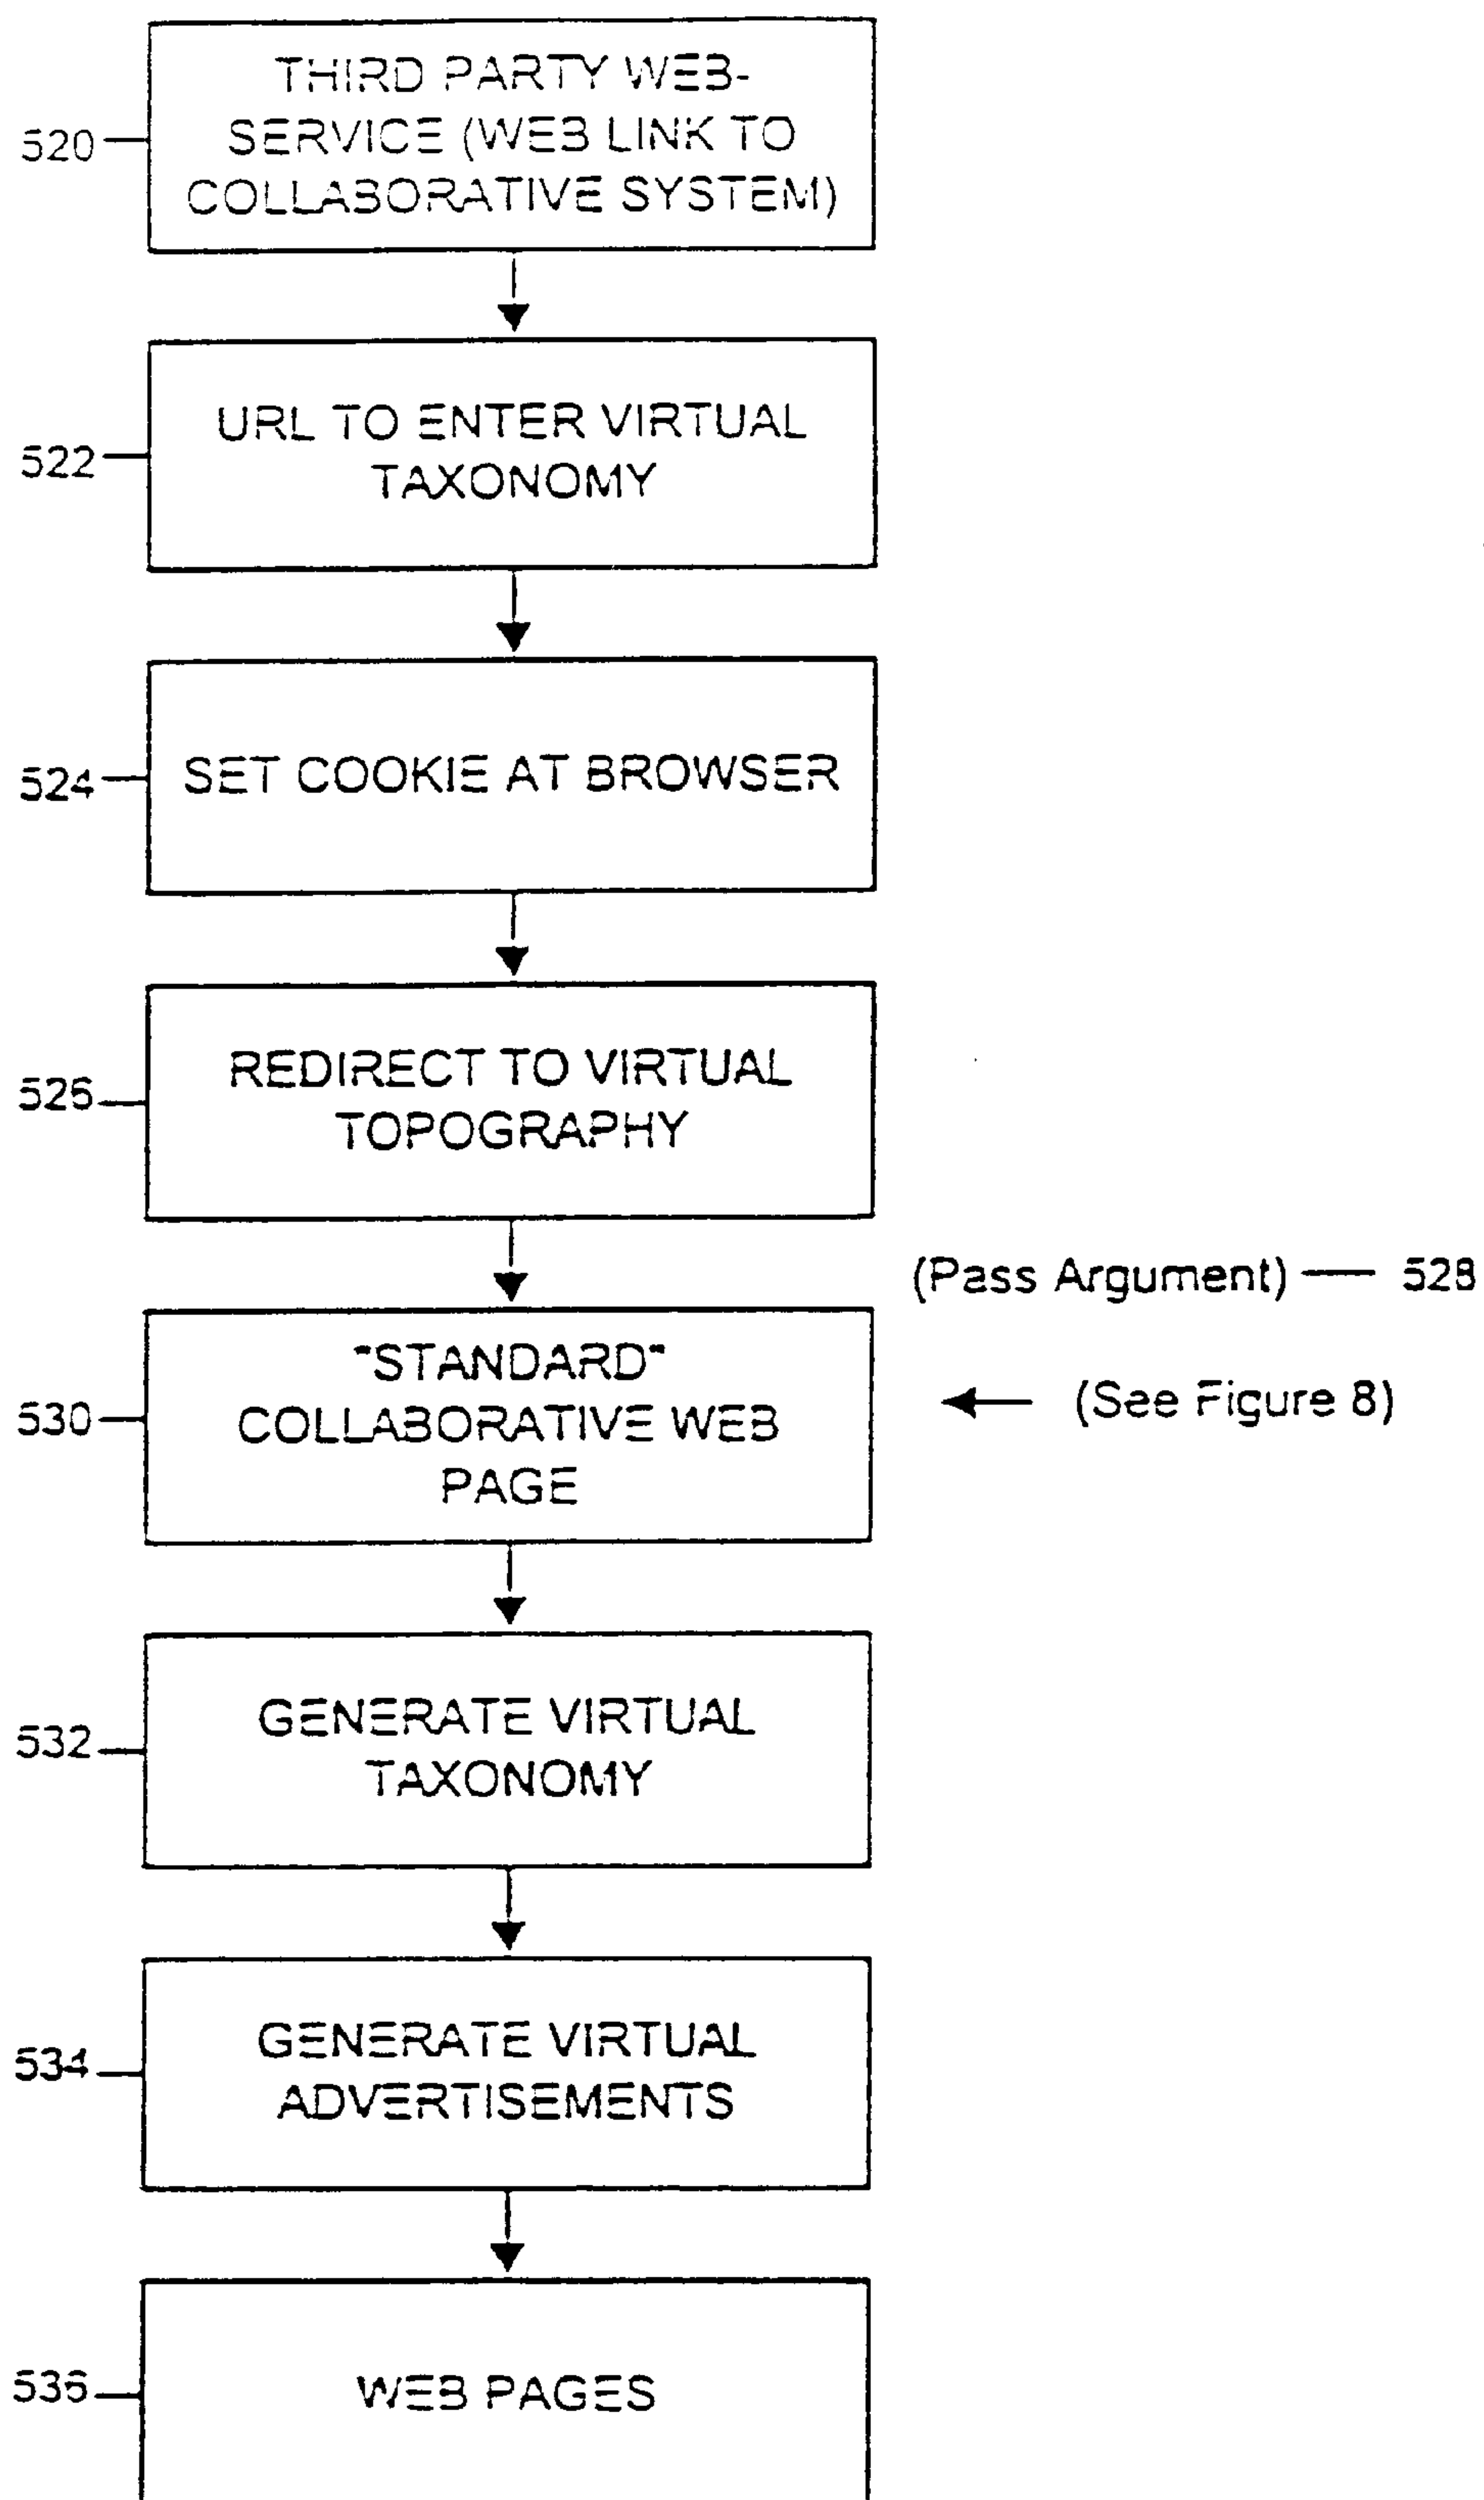 THIRD PARTY WEB-
SERVICE (WEB LINK TO
COLLABORATIVE SYSTEM)
520
URL TO ENTER VIRTUAL
TAXONOMY
522
SET COOKIE AT BROWSER
524
REDIRECT TO VIRTUAL
TOPOGRAPHY
526
(Pass Argument) 528
"STANDARD"
COLLABORATIVE WEB
PAGE
530
(See Figure 8)
GENERATE VIRTUAL
TAXONOMY
532
GENERATE VIRTUAL
ADVERTISEMENTS
534
WEB PAGES
536